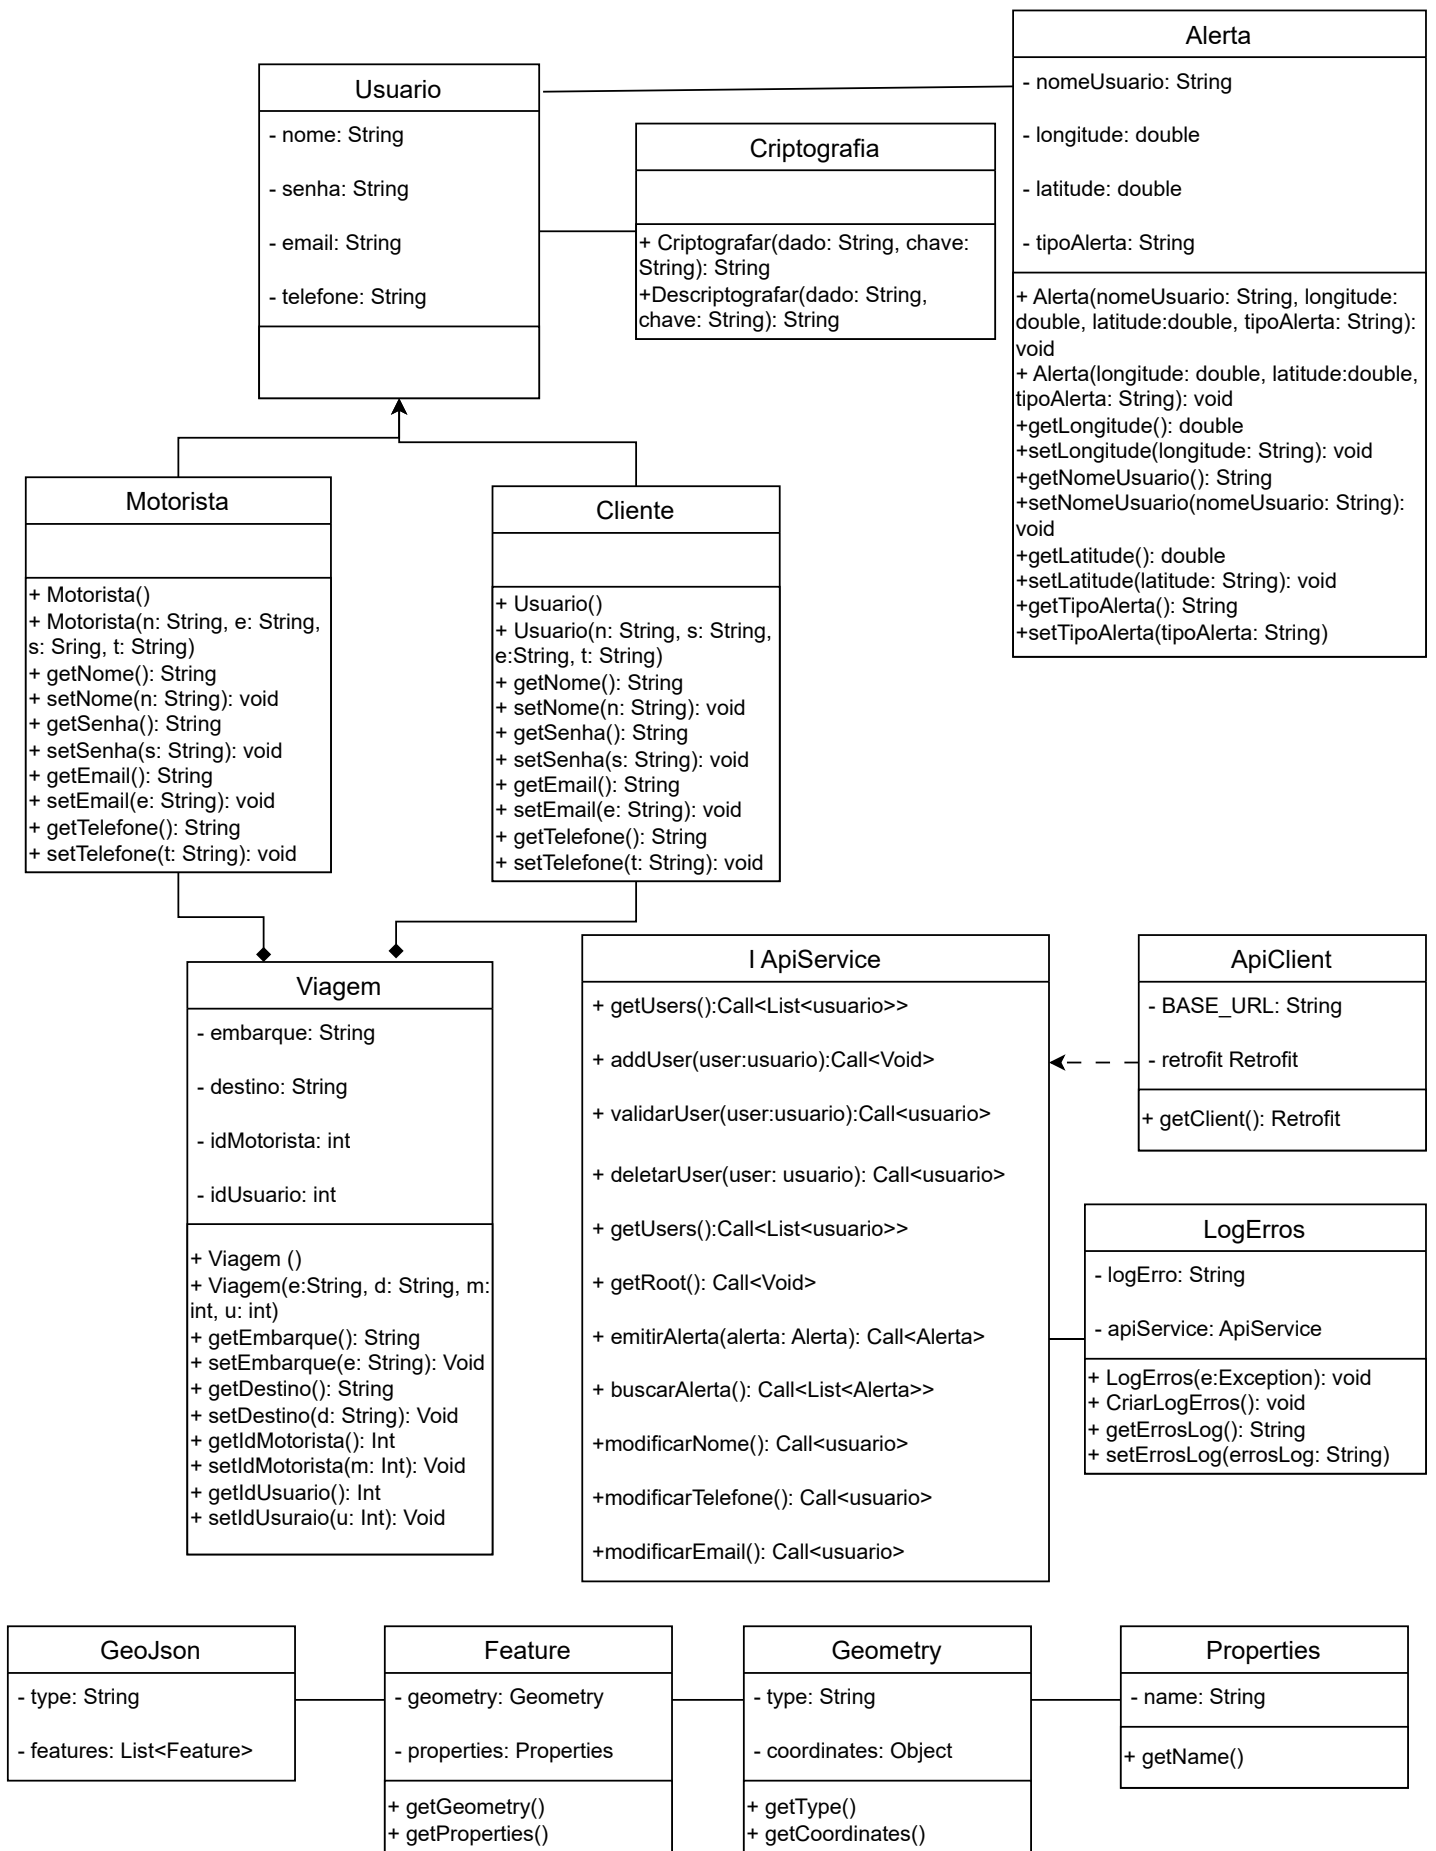 Usuario
- nome: String
- senha: String
- email: String
- telefone: String
Criptografia
+ Criptografar(dado: String, chave:
String): String
+Descriptografar(dado: String,
chave: String): String
Alerta
- nomeUsuario: String
- longitude: double
- latitude: double
- tipoAlerta: String
+ Alerta(nomeUsuario: String, longitude:
double, latitude:double, tipoAlerta: String):
void
+ Alerta(longitude: double, latitude:double,
tipoAlerta: String): void
+getLongitude(): double
+setLongitude(longitude: String): void
+getNomeUsuario(): String
+setNomeUsuario(nomeUsuario: String):
void
+getLatitude(): double
+setLatitude(latitude: String): void
+getTipoAlerta(): String
+setTipoAlerta(tipoAlerta: String)
Motorista
+ Motorista()
+ Motorista(n: String, e: String,
s: Sring, t: String)
+ getNome(): String
+ setNome(n: String): void
+ getSenha(): String
+ setSenha(s: String): void
+ getEmail(): String
+ setEmail(e: String): void
+ getTelefone(): String
+ setTelefone(t: String): void
Cliente
+ Usuario()
+ Usuario(n: String, s: String,
e:String, t: String)
+ getNome(): String
+ setNome(n: String): void
+ getSenha(): String
+ setSenha(s: String): void
+ getEmail(): String
+ setEmail(e: String): void
+ getTelefone(): String
+ setTelefone(t: String): void
Viagem
- embarque: String
- destino: String
- idMotorista: int
- idUsuario: int
+ Viagem ()
+ Viagem(e:String, d: String, m:
int, u: int)
+ getEmbarque(): String
+ setEmbarque(e: String): Void
+ getDestino(): String
+ setDestino(d: String): Void
+ getIdMotorista(): Int
+ setIdMotorista(m: Int): Void
+ getIdUsuario(): Int
+ setIdUsuraio(u: Int): Void
I ApiService
+ getUsers():Call<List<usuario>>
+ addUser(user:usuario):Call<Void>
+ validarUser(user:usuario):Call<usuario>
+ deletarUser(user: usuario): Call<usuario>
+ getUsers():Call<List<usuario>>
+ getRoot(): Call<Void>
+ emitirAlerta(alerta: Alerta): Call<Alerta>
+ buscarAlerta(): Call<List<Alerta>>
+modificarNome(): Call<usuario>
+modificarTelefone(): Call<usuario>
+modificarEmail(): Call<usuario>
ApiClient
- BASE_URL: String
- retrofit Retrofit
+ getClient(): Retrofit
LogErros
- logErro: String
- apiService: ApiService
+ LogErros(e:Exception): void
+ CriarLogErros(): void
+ getErrosLog(): String
+ setErrosLog(errosLog: String)
GeoJson
- type: String
- features: List<Feature>
Feature
- geometry: Geometry
- properties: Properties
+ getGeometry()
+ getProperties()
Geometry
- type: String
- coordinates: Object
+ getType()
+ getCoordinates()
Properties
- name: String
+ getName()